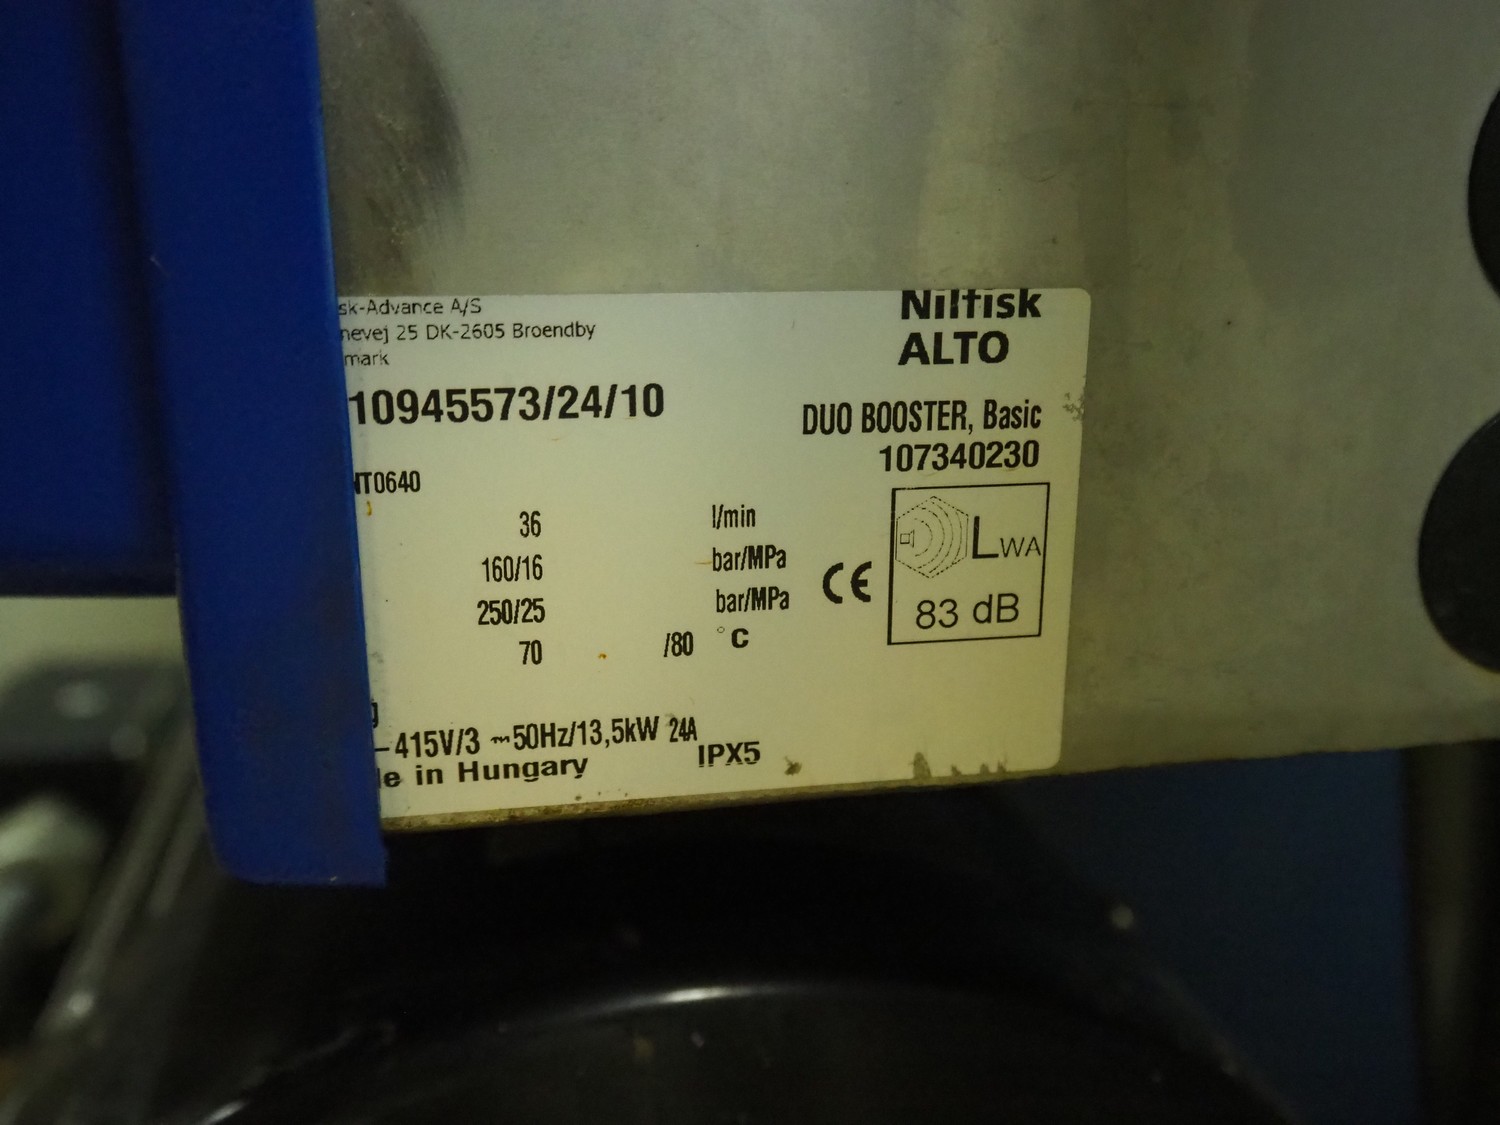 sk-Advance A/S
nevej 25 DK-2605 Broendby
mark
Nilfisk
ALTO
10945573/24/10
DUO BOOSTER, Basic
107340230
NT0640
36 l/min
160/16 bar/MPa
250/25 bar/MPa
70 /80 °C
CE
LWA
83 dB
g
–415V/3 ~50Hz/13,5kW 24A
de in Hungary
IPX5